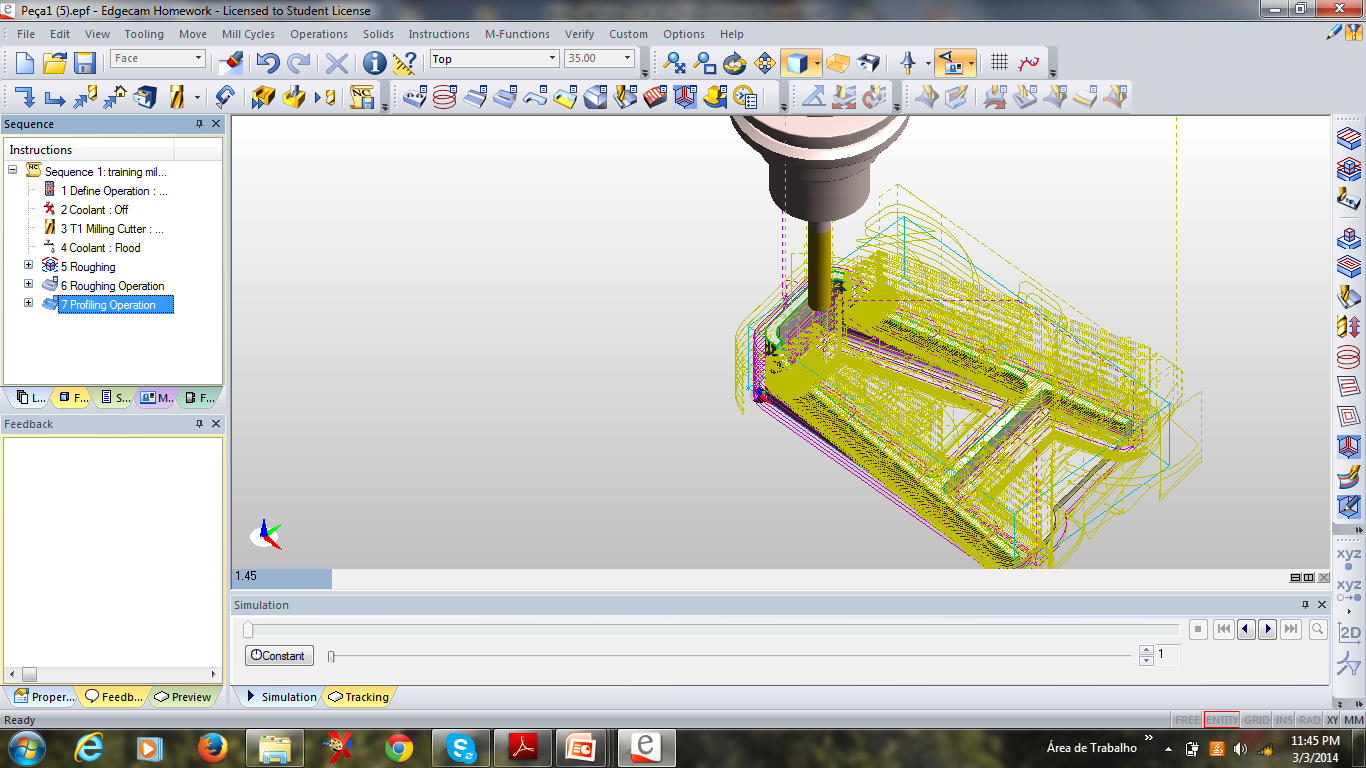 Peça1 (5).epf - Edgecam Homework - Licensed to Student License
File Edit View Tooling Move Mill Cycles Operations Solids Instructions M-Functions Verify Custom Options Help
Face Top 35.00
Sequence
Instructions
Sequence 1: training mil...
1 Define Operation : ...
2 Coolant : Off
3 T1 Milling Cutter : ...
4 Coolant : Flood
5 Roughing
6 Roughing Operation
7 Profiling Operation
L... F... S... M... F...
Feedback
1.45
Simulation
Constant 1
Proper... Feedb... Preview Simulation Tracking
xyz
xyz
2D
Ready FREE ENTITY GRID INS RAD XY MM
Área de Trabalho
11:45 PM
3/3/2014